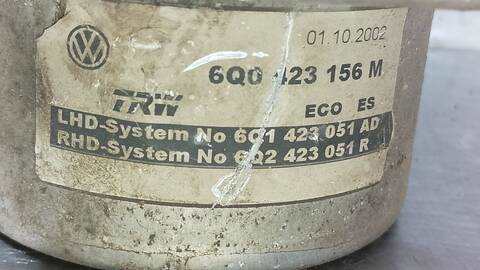 01.10.2002
6Q0 423 156 M
TRW ECO ES
LHD-System No 6Q1 423 051 AD
RHD-System No 6Q2 423 051 R